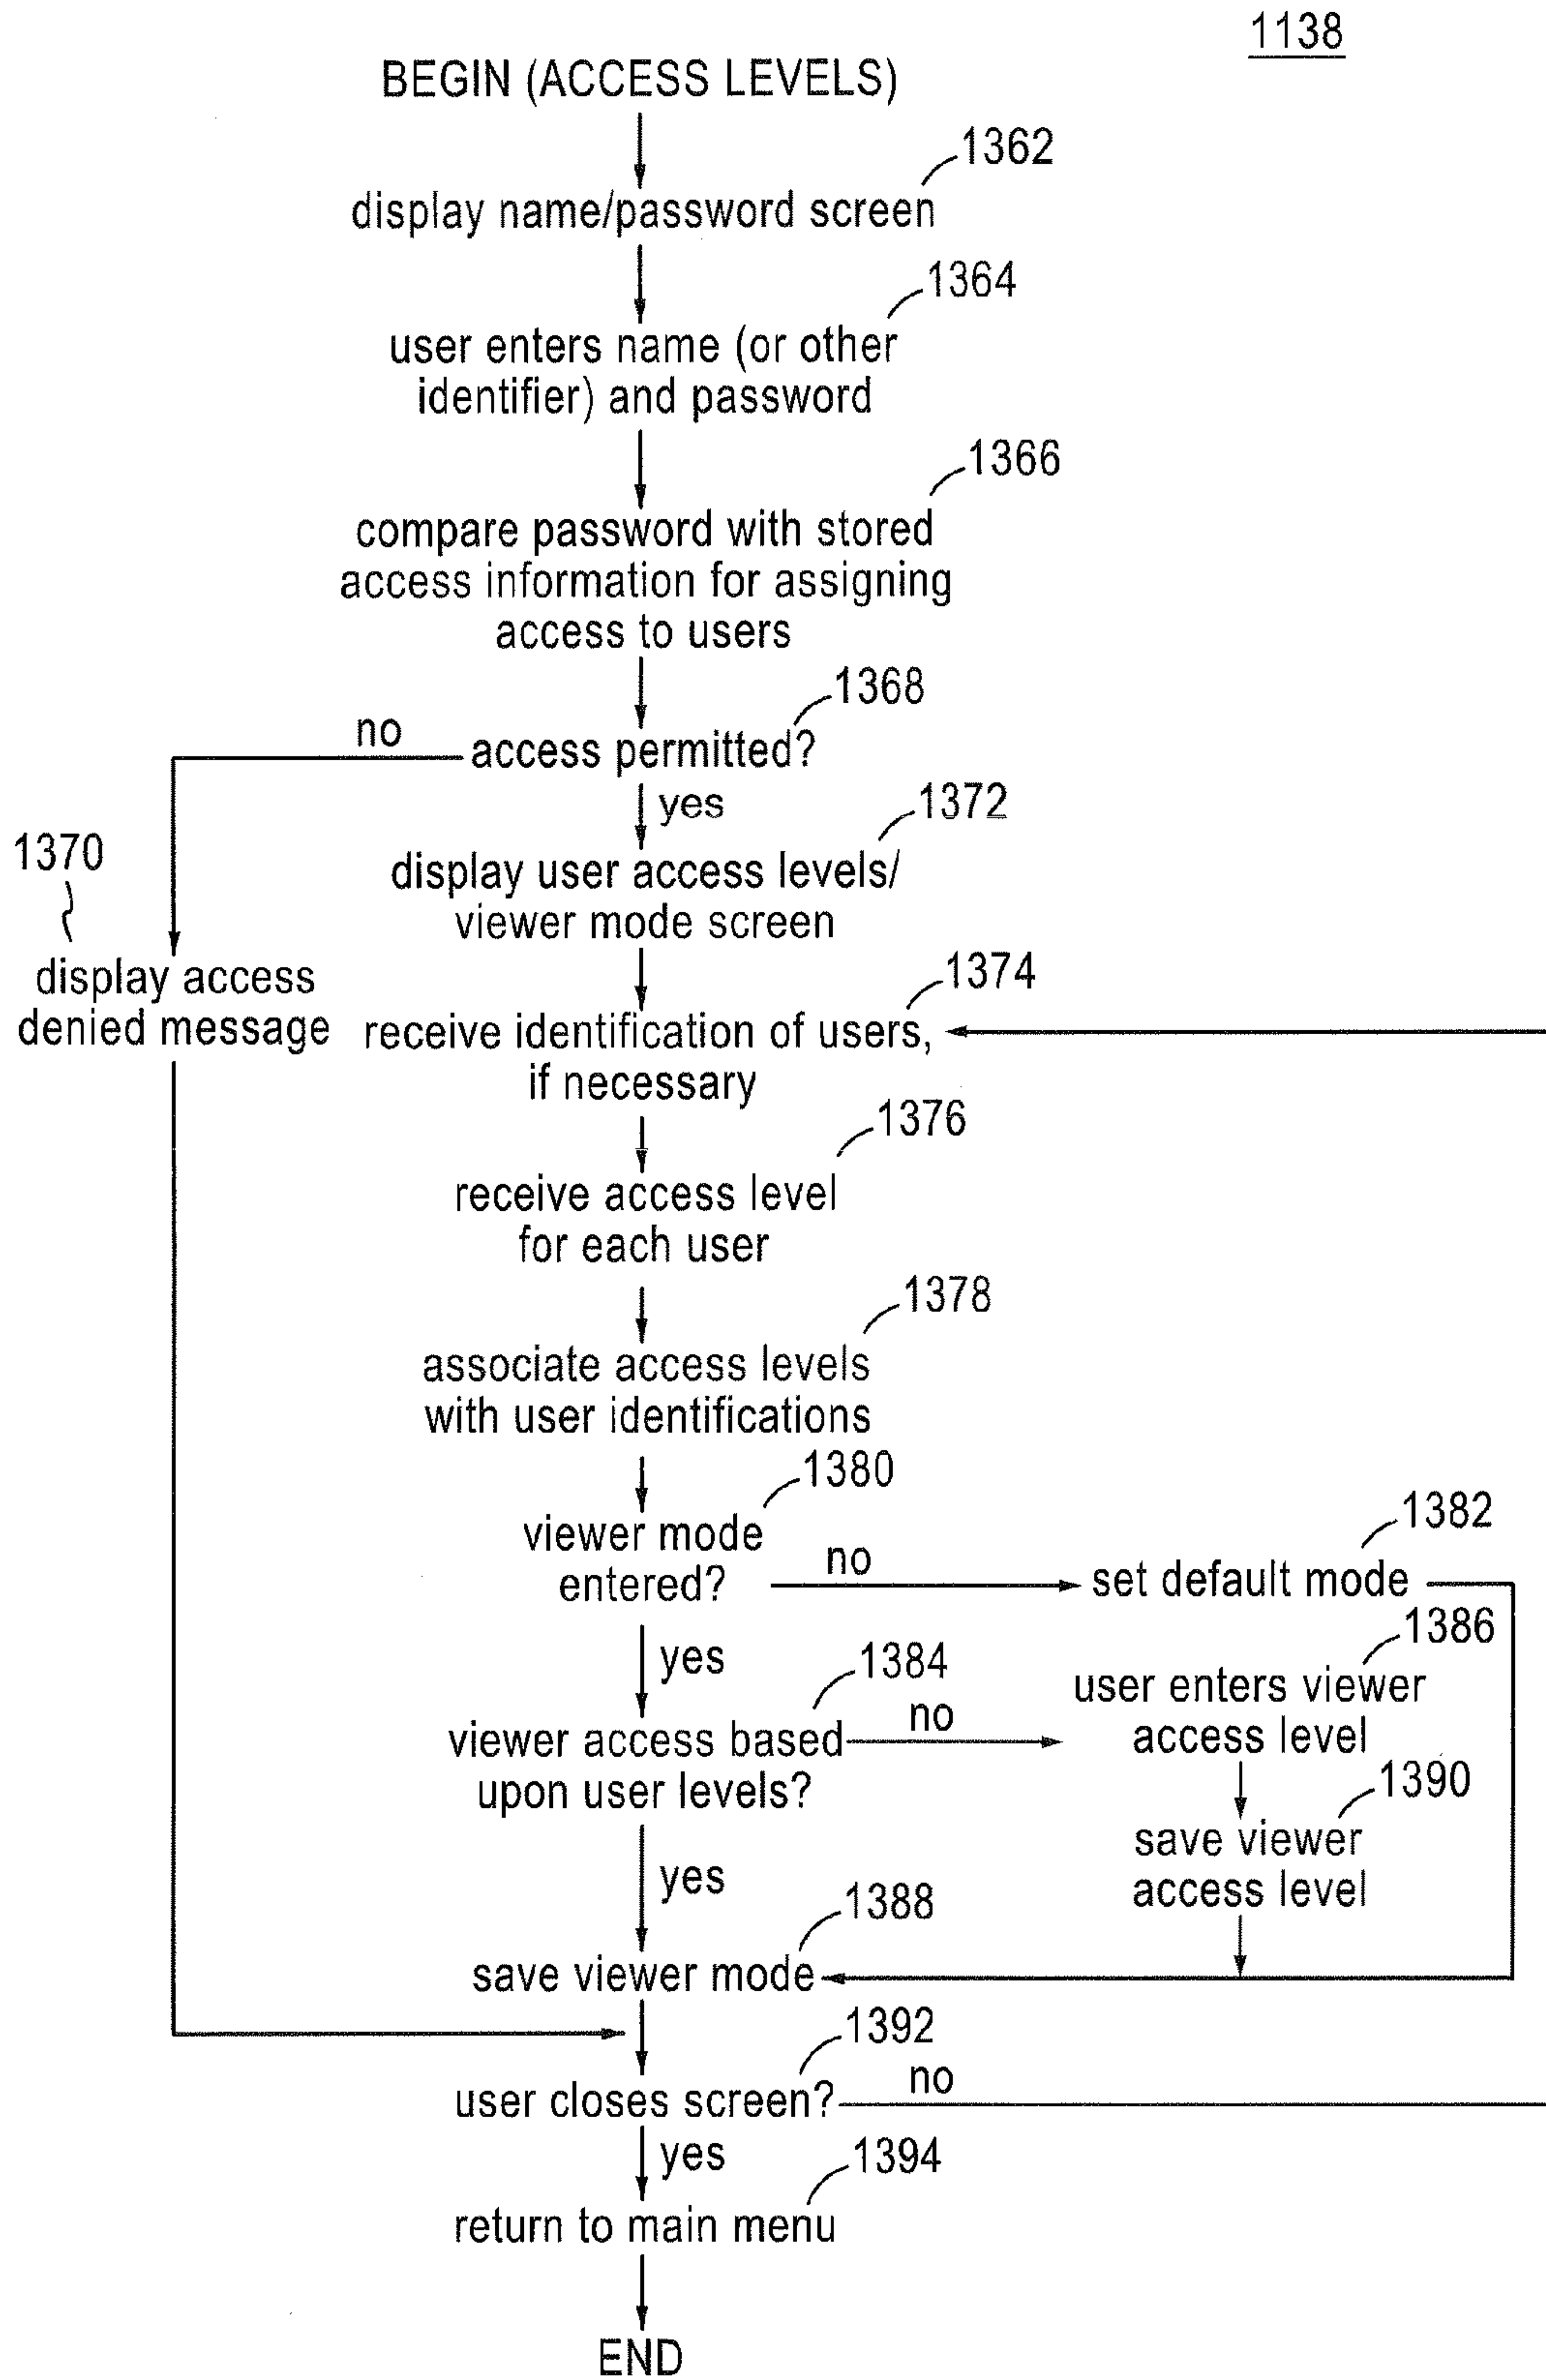 1138
BEGIN (ACCESS LEVELS)
1362
display name/password screen
1364
user enters name (or other
identifier) and password
1366
compare password with stored
access information for assigning
access to users
1368
no
access permitted?
yes
1372
1370
display user access levels/
viewer mode screen
display access
denied message
1374
receive identification of users,
if necessary
1376
receive access level
for each user
1378
associate access levels
with user identifications
1380
viewer mode
entered?
no
1382
set default mode
yes
1384
viewer access based
upon user levels?
no
1386
user enters viewer
access level
1390
save viewer
access level
yes
1388
save viewer mode
1392
user closes screen?
no
yes
1394
return to main menu
END